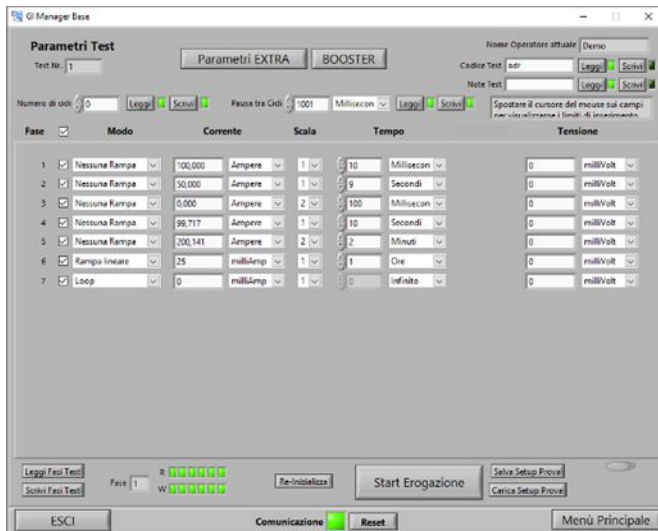 GI Manager Base
Parametri Test
Test Nr. 1
Parametri EXTRA
BOOSTER
Nome Operatore attuale Demo
Codice Test adr Leggi Scrivi
Note Test Leggi Scrivi
Numero di cicli 0 Leggi Scrivi Pausa tra Cicli 1001 Millisecon Leggi Scrivi
Spostare il cursore del mouse sui campi
per visualizzarne i limiti di inserimento
Fase Modo Corrente Scala Tempo Tensione
1 Nessuna Rampa 100,000 Ampere 1 10 Millisecon 0 milliVolt
2 Nessuna Rampa 50,000 Ampere 1 9 Secondi 0 milliVolt
3 Nessuna Rampa 0,000 Ampere 2 100 Millisecon 0 milliVolt
4 Nessuna Rampa 99,717 Ampere 1 10 Secondi 0 milliVolt
5 Nessuna Rampa 200,141 Ampere 2 2 Minuti 0 milliVolt
6 Rampa lineare 25 milliAmp 1 1 Ore 0 milliVolt
7 Loop 0 milliAmp 1 0 Infinito 0 milliVolt
Leggi Fasi Test
Scrivi Fasi Test
Fase 1
R
W
Re-Inizializza
Start Erogazione
Salva Setup Prova
Carica Setup Prova
ESCI
Comunicazione
Reset
Menù Principale